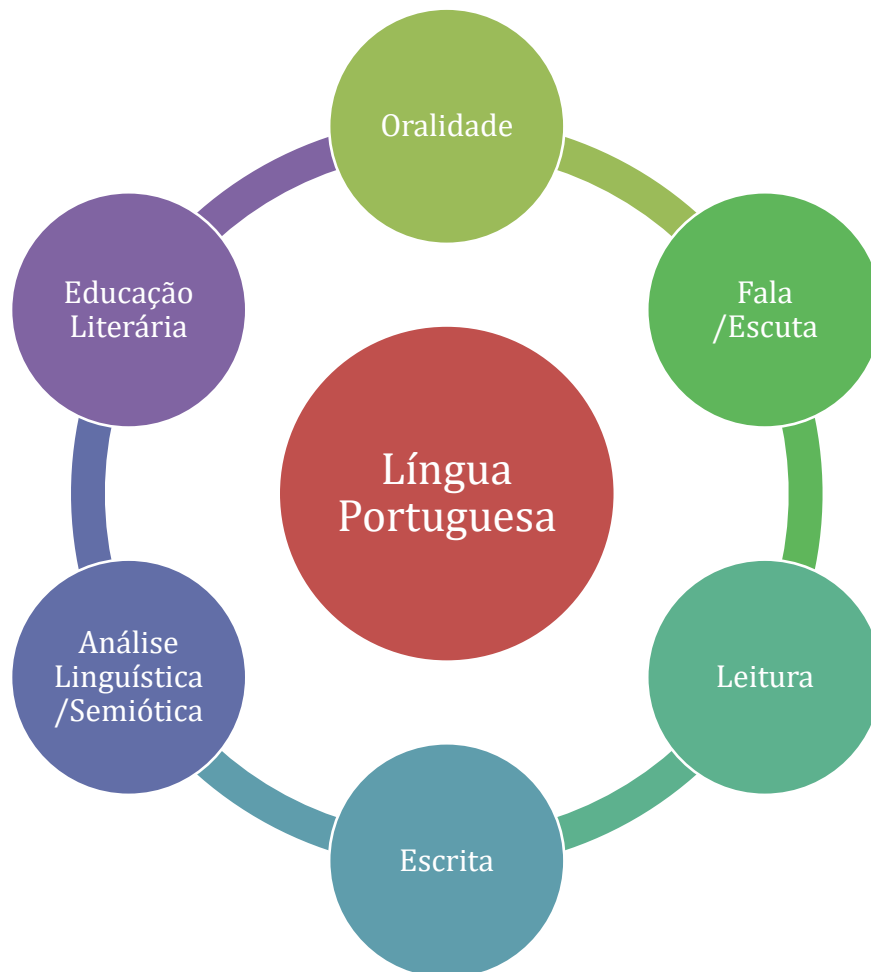 Oralidade
Educação
Literária
Fala
/Escuta
Língua
Portuguesa
Análise
Linguística
/Semiótica
Leitura
Escrita